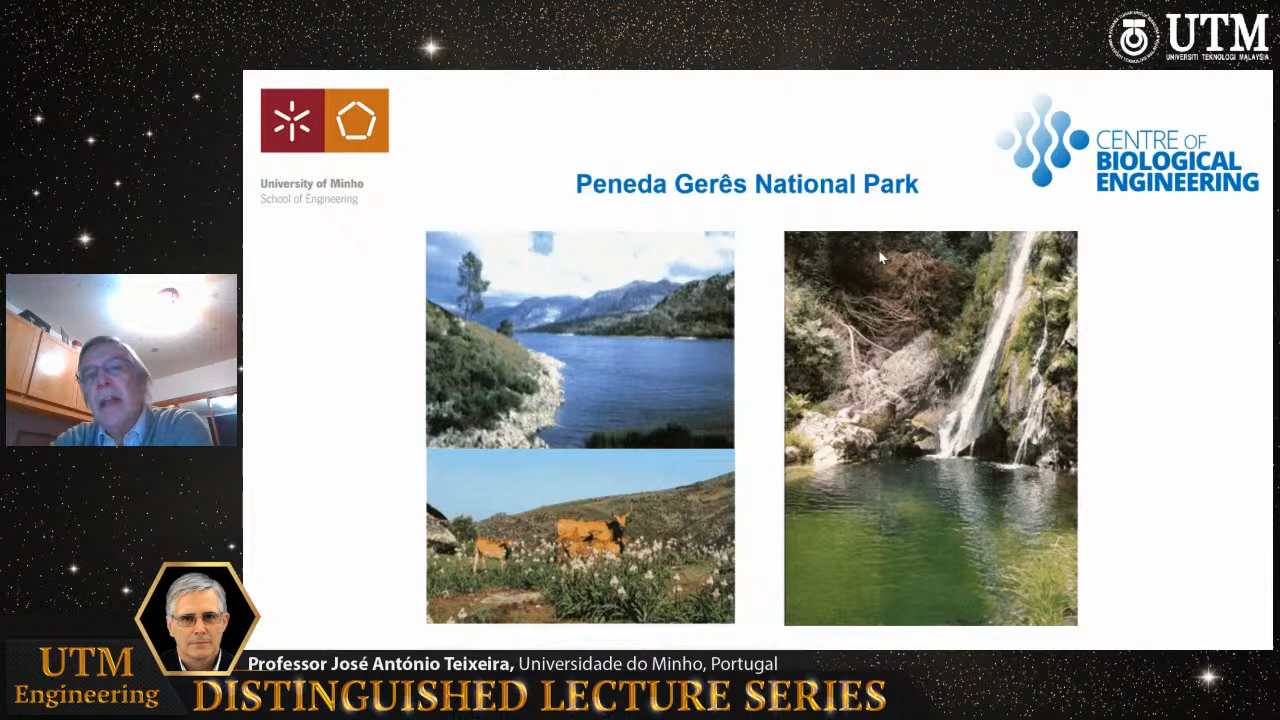 UTM
UNIVERSITI TEKNOLOGI MALAYSIA
University of Minho
School of Engineering
CENTRE OF
BIOLOGICAL
ENGINEERING
Peneda Gerês National Park
UTM
Engineering
Professor José António Teixeira, Universidade do Minho, Portugal
DISTINGUISHED LECTURE SERIES